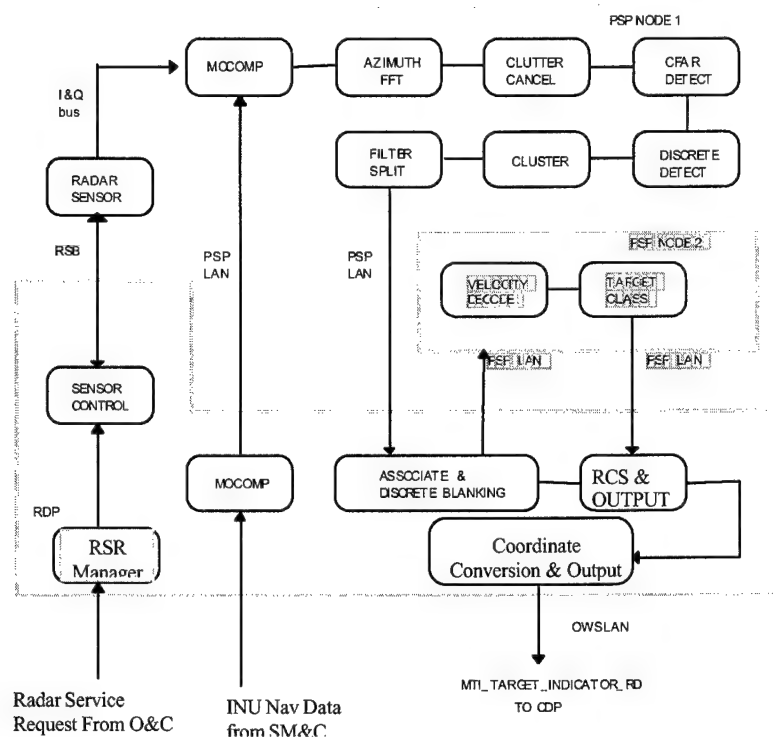 PSP NODE 1
MOCOMP
AZIMUTH
FFT
CLUTTER
CANCEL
CFAR
DETECT
I&Q
bus
FILTER
SPLIT
CLUSTER
DISCRETE
DETECT
RADAR
SENSOR
RSB
PSP
LAN
PSP
LAN
PSP NODE 2
VELOCITY
DECODE
TARGET
CLASS
PSP LAN
PSP LAN
SENSOR
CONTROL
MOCOMP
ASSOCIATE &
DISCRETE BLANKING
RCS &
OUTPUT
RDP
RSR
Manager
Coordinate
Conversion & Output
OWSLAN
Radar Service
Request From O&C
INU Nav Data
from SM&C
MTI_TARGET_INDICATOR_RD
TO CDP